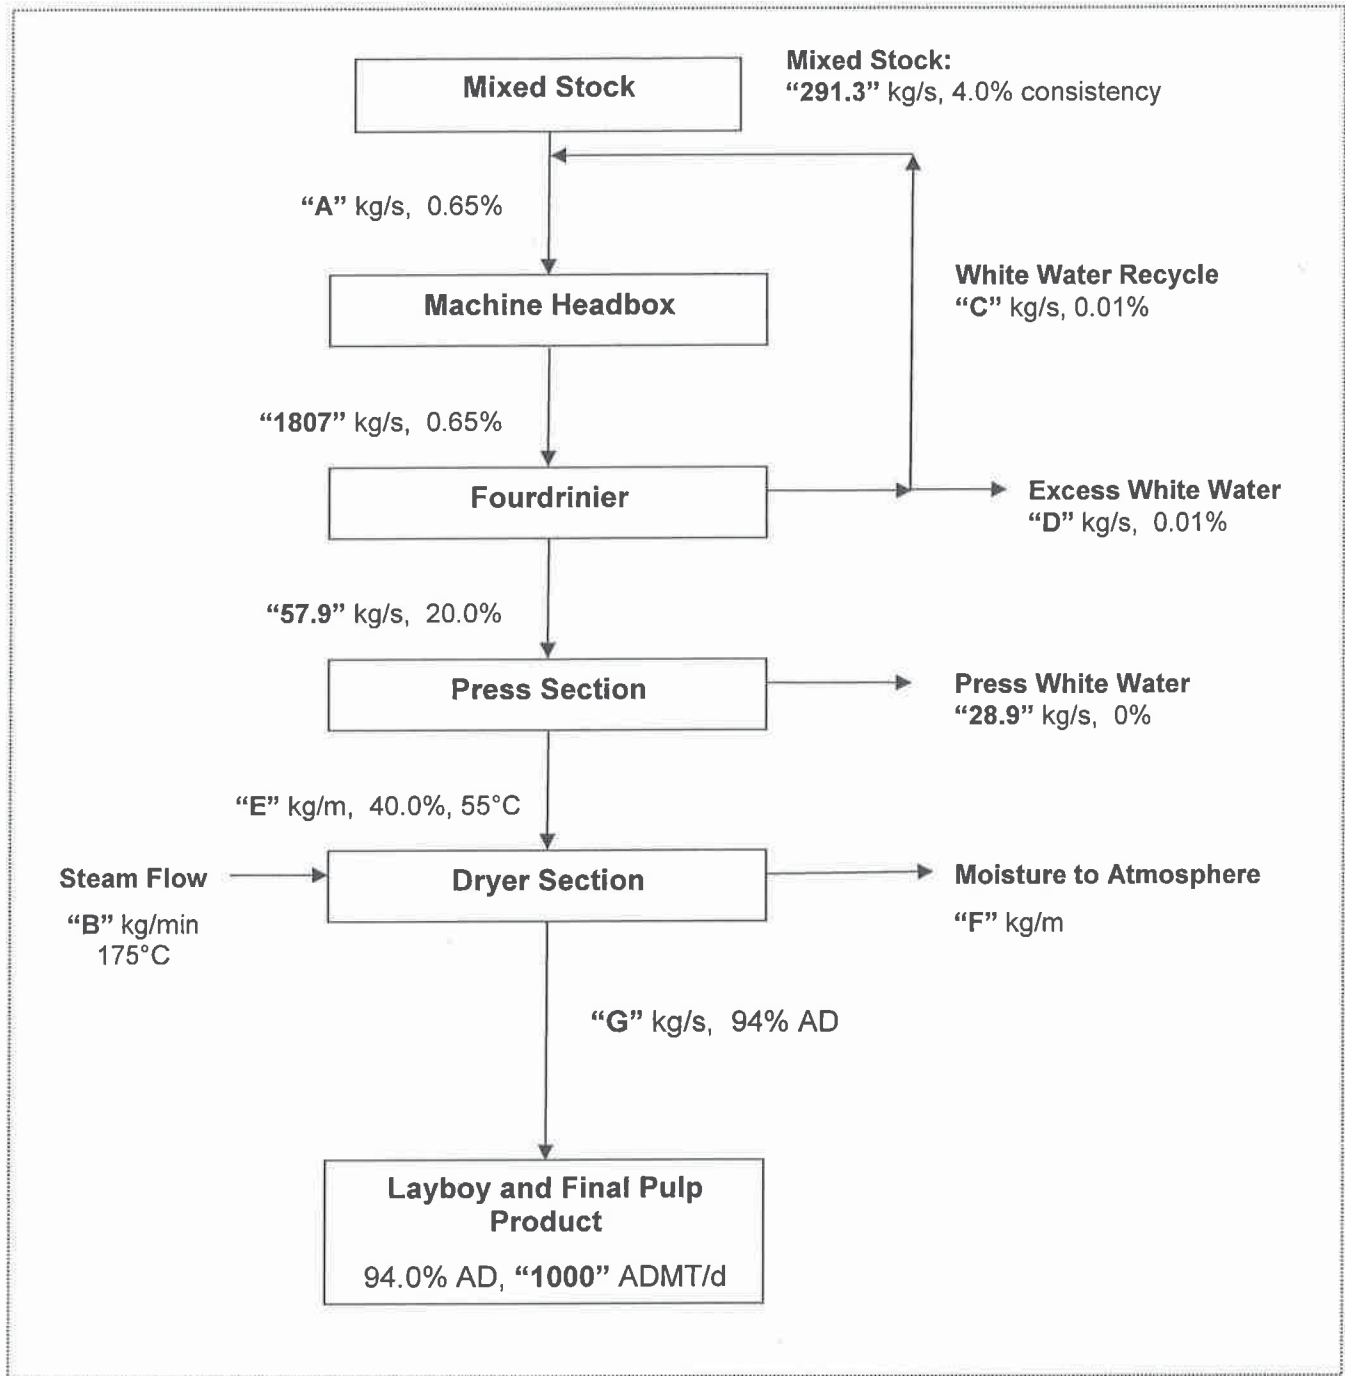 Mixed Stock
Mixed Stock:
“291.3” kg/s, 4.0% consistency
“A” kg/s, 0.65%
Machine Headbox
White Water Recycle
“C” kg/s, 0.01%
“1807” kg/s, 0.65%
Fourdrinier
Excess White Water
“D” kg/s, 0.01%
“57.9” kg/s, 20.0%
Press Section
Press White Water
“28.9” kg/s, 0%
“E” kg/m, 40.0%, 55°C
Steam Flow
“B” kg/min
175°C
Dryer Section
Moisture to Atmosphere
“F” kg/m
“G” kg/s, 94% AD
Layboy and Final Pulp
Product
94.0% AD, “1000” ADMT/d